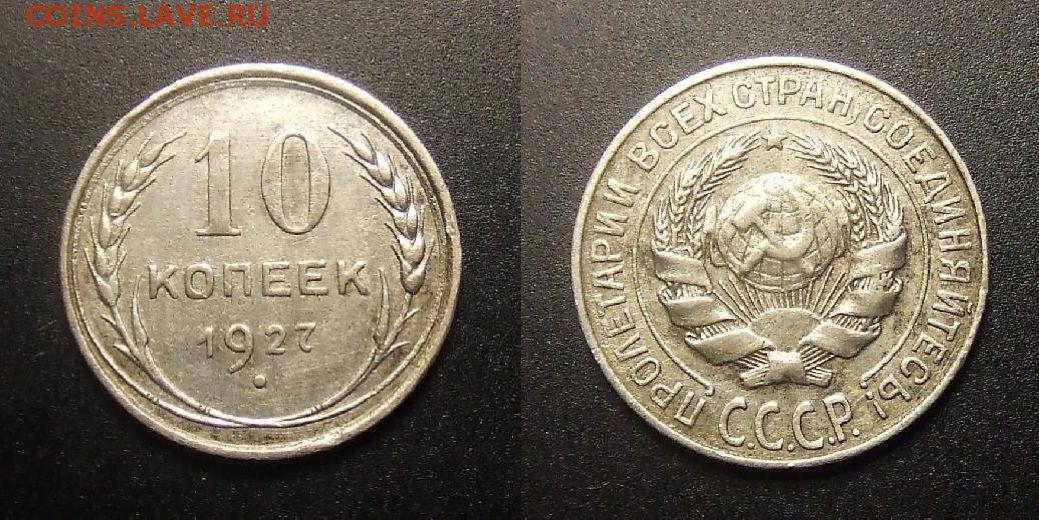 COINS.LAVE.RU
10
КОПЕЕК
1927
ПРОЛЕТАРИИ ВСЕХ СТРАН, СОЕДИНЯЙТЕСЬ!
С.С.С.Р.